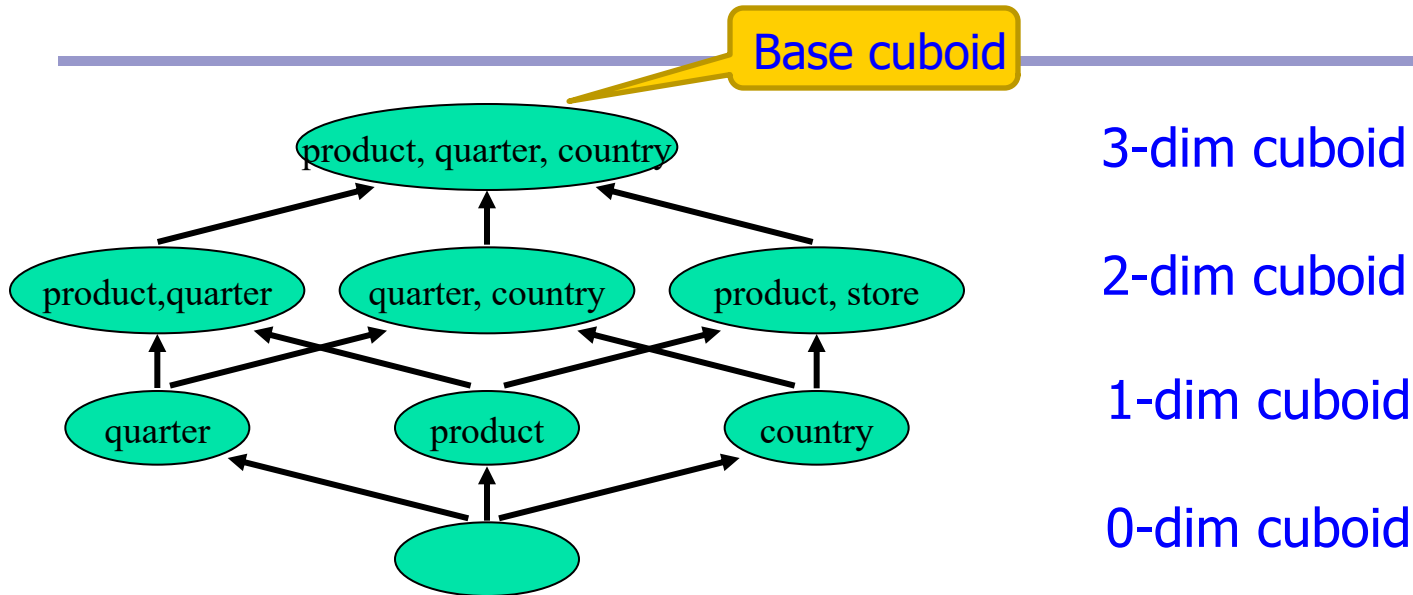 Base cuboid
product, quarter, country
3-dim cuboid
product,quarter
quarter, country
product, store
2-dim cuboid
quarter
product
country
1-dim cuboid
0-dim cuboid